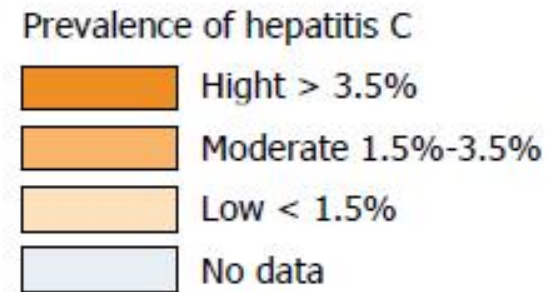 Prevalence of hepatitis C
Hight > 3.5%
Moderate 1.5%-3.5%
Low < 1.5%
No data